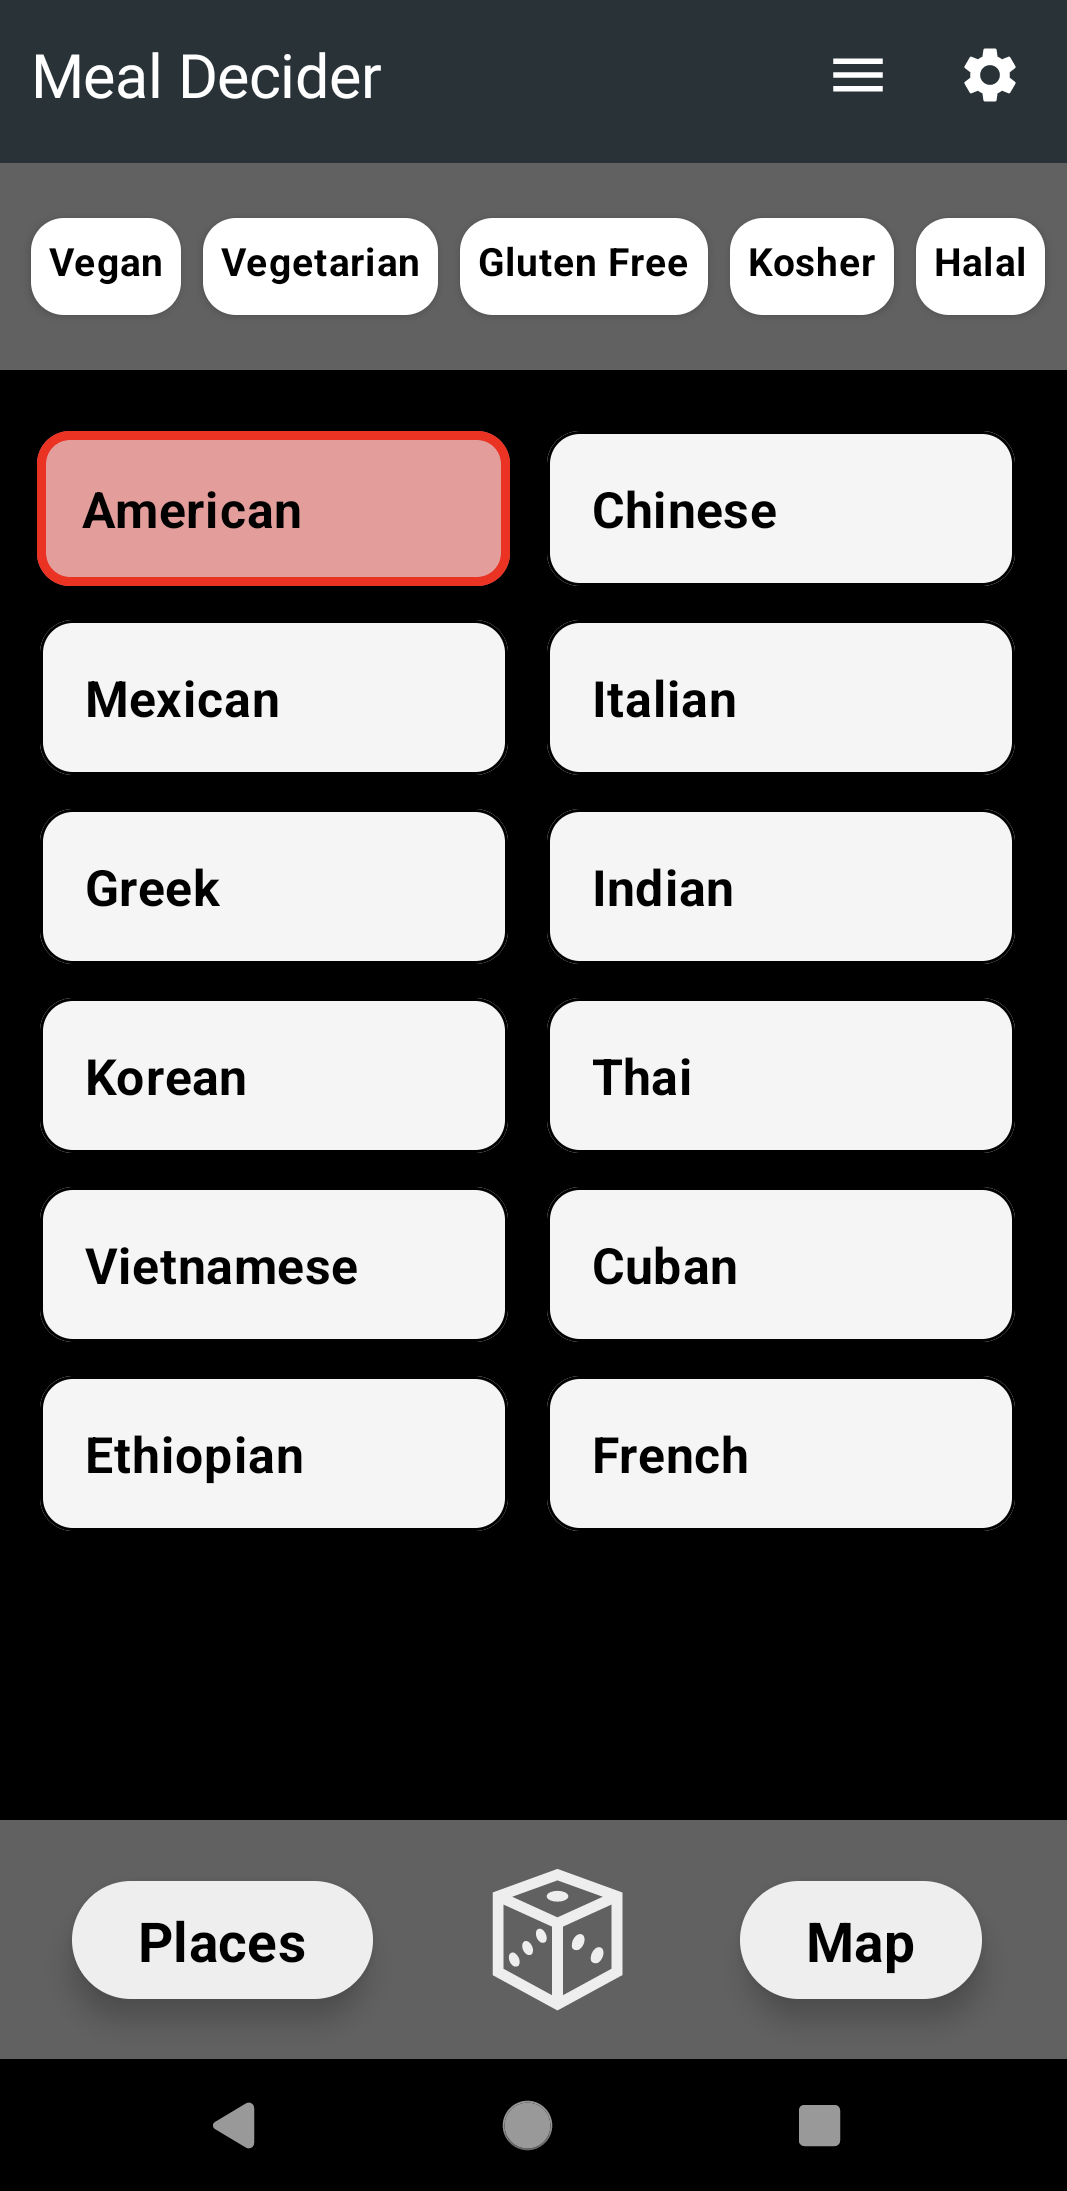 Meal Decider
Vegan Vegetarian Gluten Free Kosher Halal
American Chinese
Mexican Italian
Greek Indian
Korean Thai
Vietnamese Cuban
Ethiopian French
Places Map